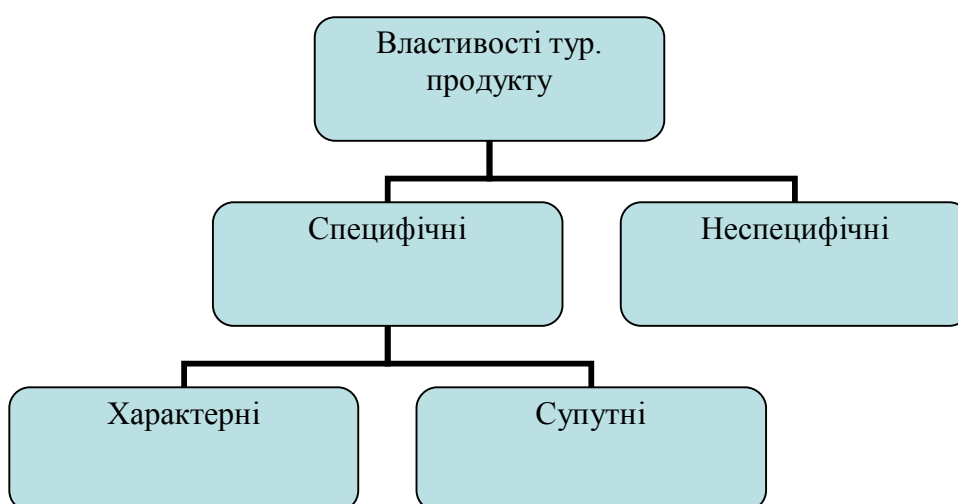 Властивості тур.
продукту
Специфічні
Неспецифічні
Характерні
Супутні